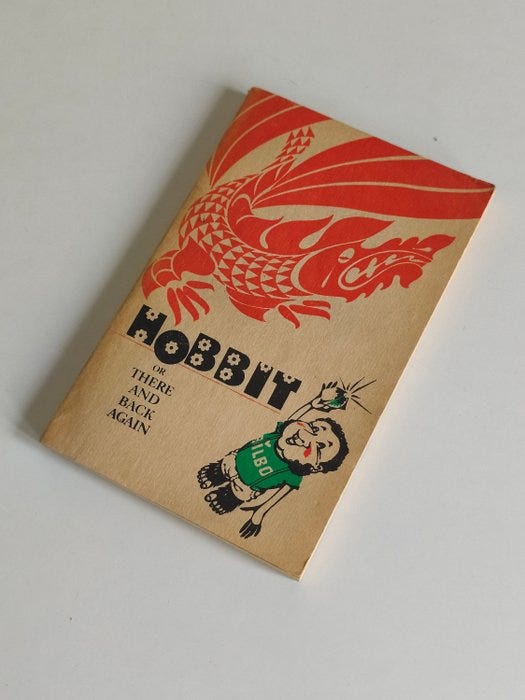 HOBBIT
OR
THERE
AND
BACK
AGAIN
BILBO